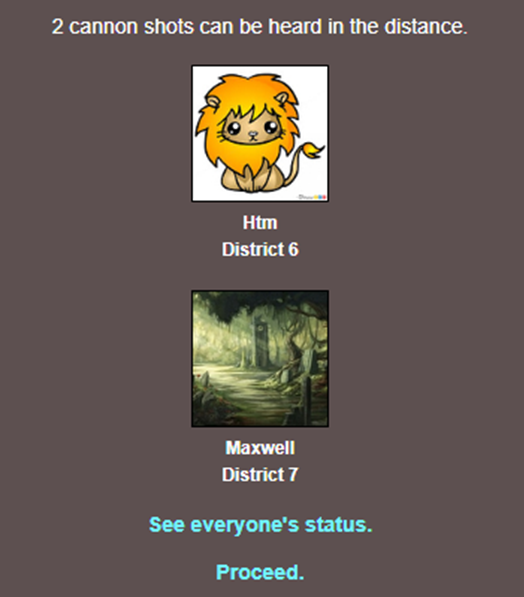 2 cannon shots can be heard in the distance.
Htm
District 6
Maxwell
District 7
See everyone's status.
Proceed.